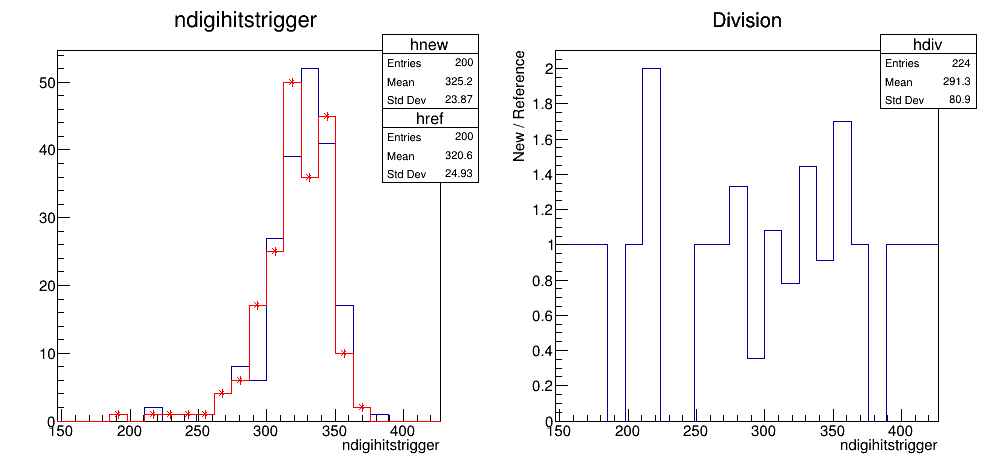 ndigihitstrigger
hnew
Entries 200
Mean 325.2
Std Dev 23.87
href
Entries 200
Mean 320.6
Std Dev 24.93
50
40
30
20
10
0
150 200 250 300 350 400
ndigihitstrigger
Division
hdiv
Entries 224
Mean 291.3
Std Dev 80.9
New / Reference
2
1.8
1.6
1.4
1.2
1
0.8
0.6
0.4
0.2
0
150 200 250 300 350 400
ndigihitstrigger